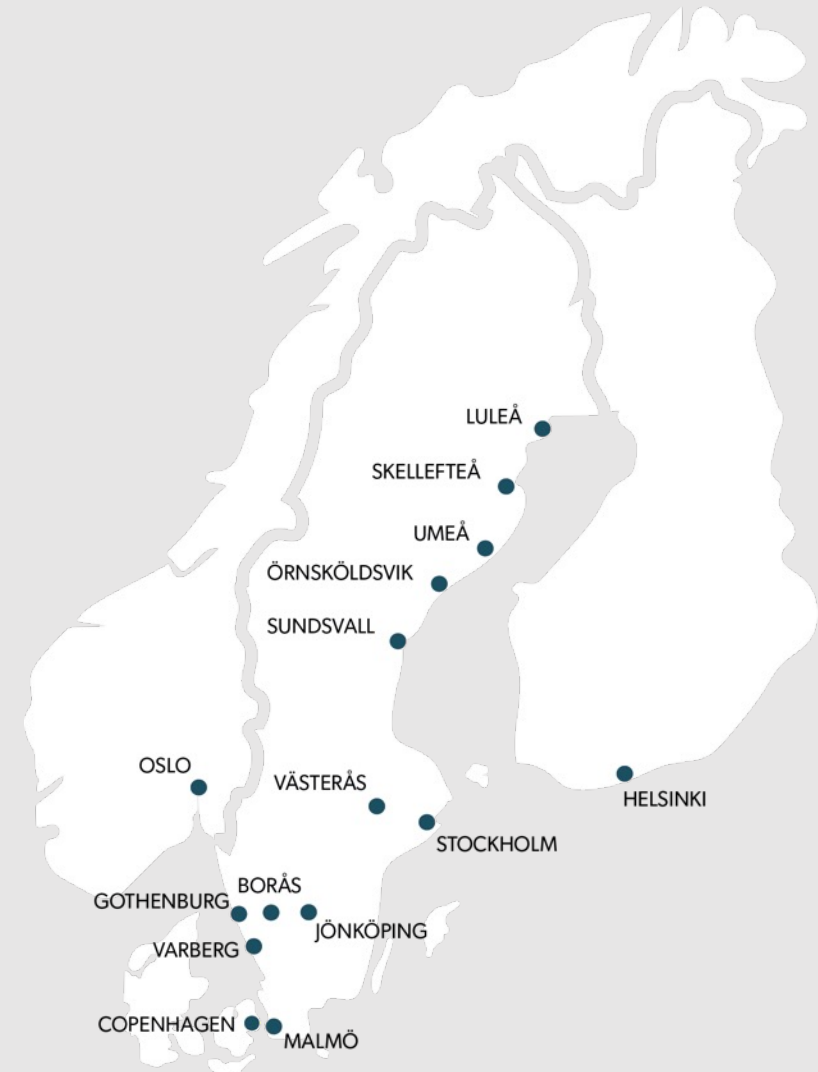 LULEÅ
SKELLEFTEÅ
UMEÅ
ÖRNSKÖLDSVIK
SUNDSVALL
OSLO
VÄSTERÅS
HELSINKI
STOCKHOLM
BORÅS
GOTHENBURG
JÖNKÖPING
VARBERG
COPENHAGEN
MALMÖ